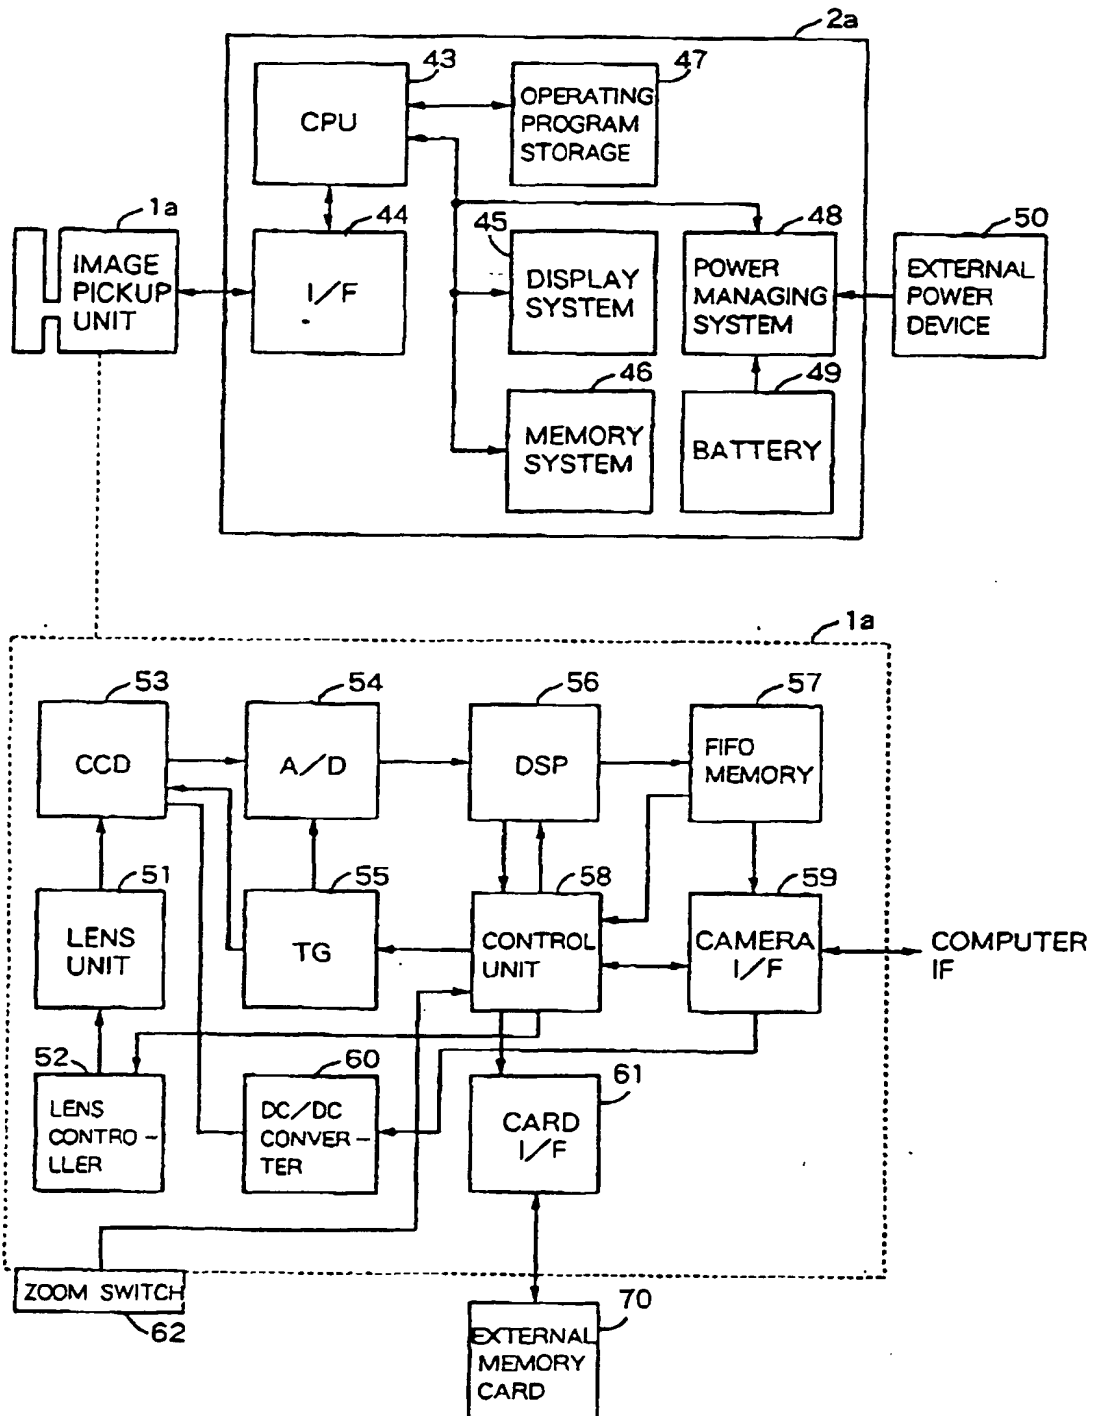 2a
43
CPU
47
OPERATING
PROGRAM
STORAGE
1a
IMAGE
PICKUP
UNIT
44
I/F
45
DISPLAY
SYSTEM
48
POWER
MANAGING
SYSTEM
50
EXTERNAL
POWER
DEVICE
46
MEMORY
SYSTEM
49
BATTERY
1a
53
CCD
54
A/D
56
DSP
57
FIFO
MEMORY
51
LENS
UNIT
55
TG
58
CONTROL
UNIT
59
CAMERA
I/F
COMPUTER
IF
52
LENS
CONTRO-
LLER
60
DC/DC
CONVER-
TER
61
CARD
I/F
ZOOM SWITCH
62
70
EXTERNAL
MEMORY
CARD